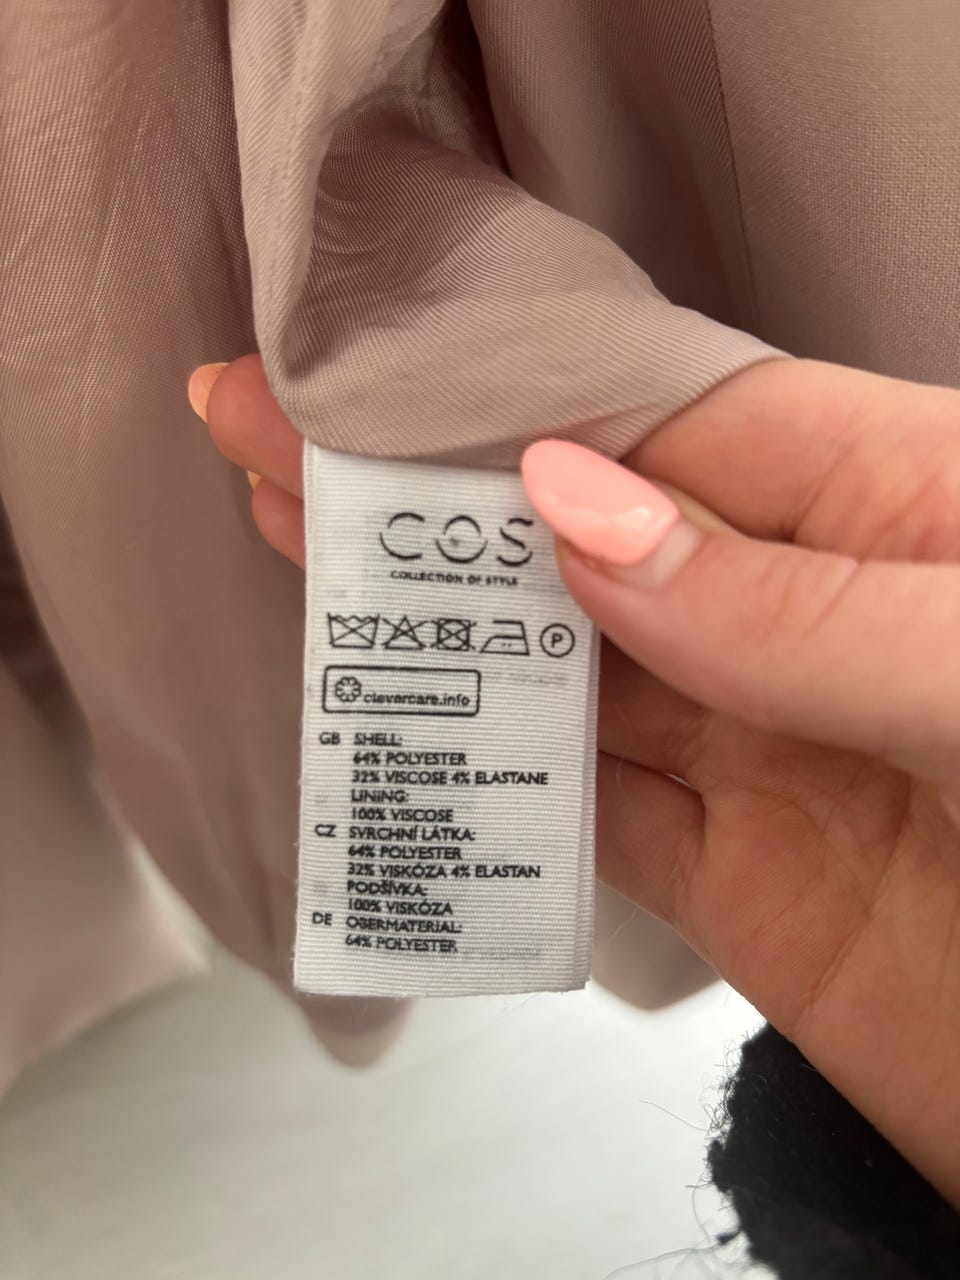 COS
COLLECTION OF STYLE
P
clevercare.info
GB SHELL:
64% POLYESTER
32% VISCOSE 4% ELASTANE
LINING:
100% VISCOSE
CZ SVRCHNÍ LÁTKA:
64% POLYESTER
32% VISKÓZA 4% ELASTAN
PODŠÍVKA:
100% VISKÓZA
DE OBERMATERIAL:
64% POLYESTER